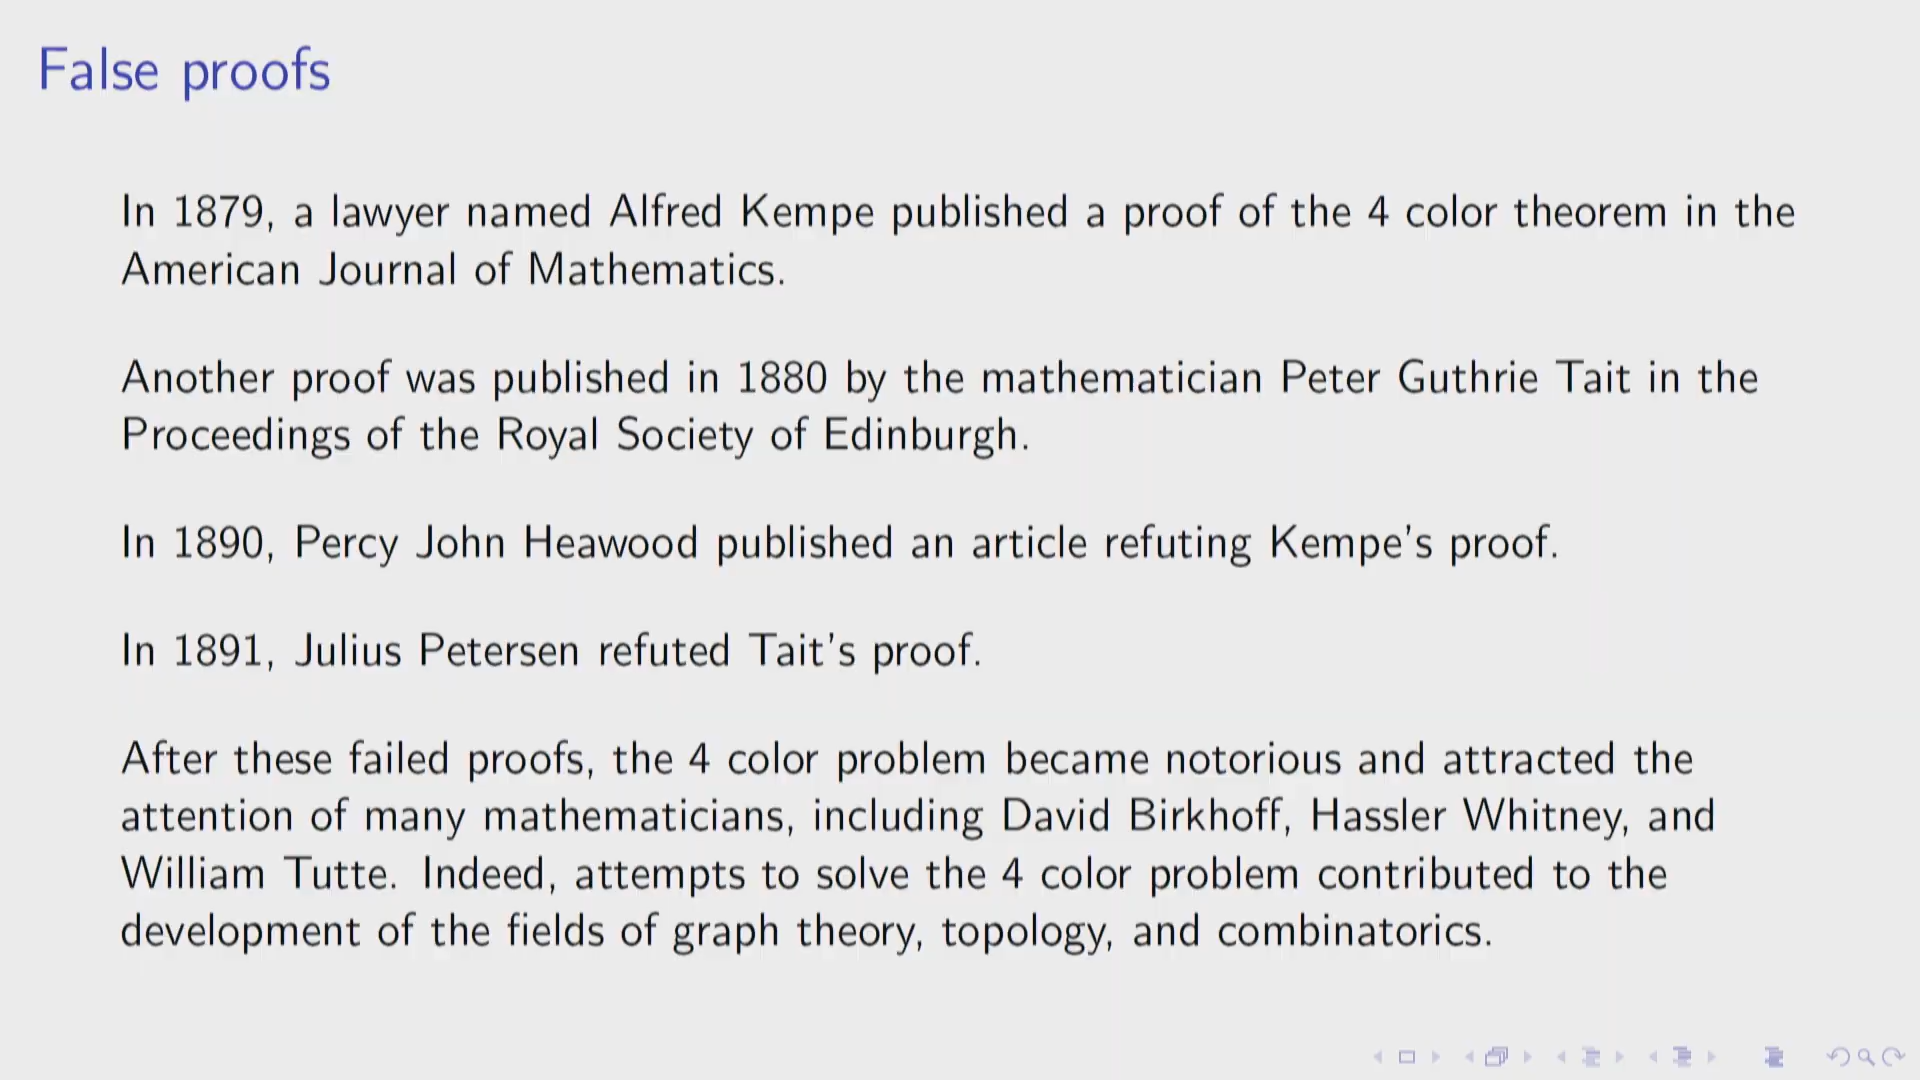 False proofs
In 1879, a lawyer named Alfred Kempe published a proof of the 4 color theorem in the
American Journal of Mathematics.
Another proof was published in 1880 by the mathematician Peter Guthrie Tait in the
Proceedings of the Royal Society of Edinburgh.
In 1890, Percy John Heawood published an article refuting Kempe's proof.
In 1891, Julius Petersen refuted Tait's proof.
After these failed proofs, the 4 color problem became notorious and attracted the
attention of many mathematicians, including David Birkhoff, Hassler Whitney, and
William Tutte. Indeed, attempts to solve the 4 color problem contributed to the
development of the fields of graph theory, topology, and combinatorics.